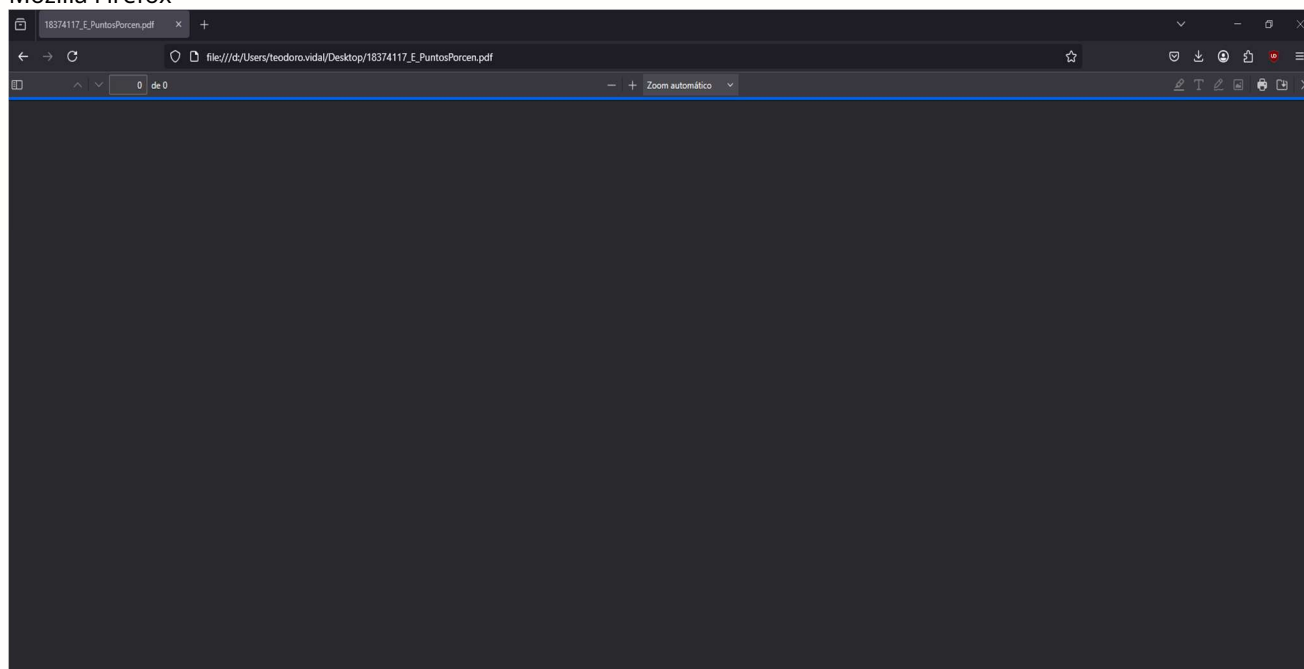 Mozilla Firefox
18374117_E_PuntosPorcen.pdf
file:///d:/Users/teodoro.vidal/Desktop/18374117_E_PuntosPorcen.pdf
0 de 0
Zoom automático